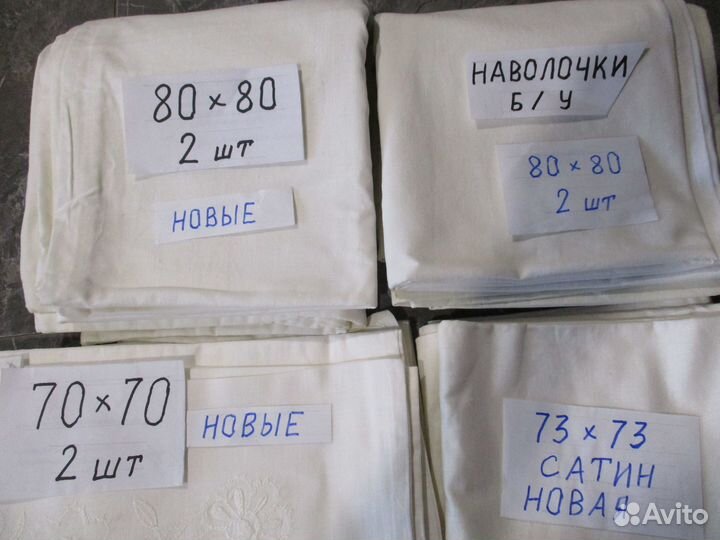 80 x 80
2 шт
НОВЫЕ
НАВОЛОЧКИ
Б/У
80 x 80
2 шт
70 x 70
2 шт
НОВЫЕ
73 x 73
САТИН
НОВАЯ
Avito